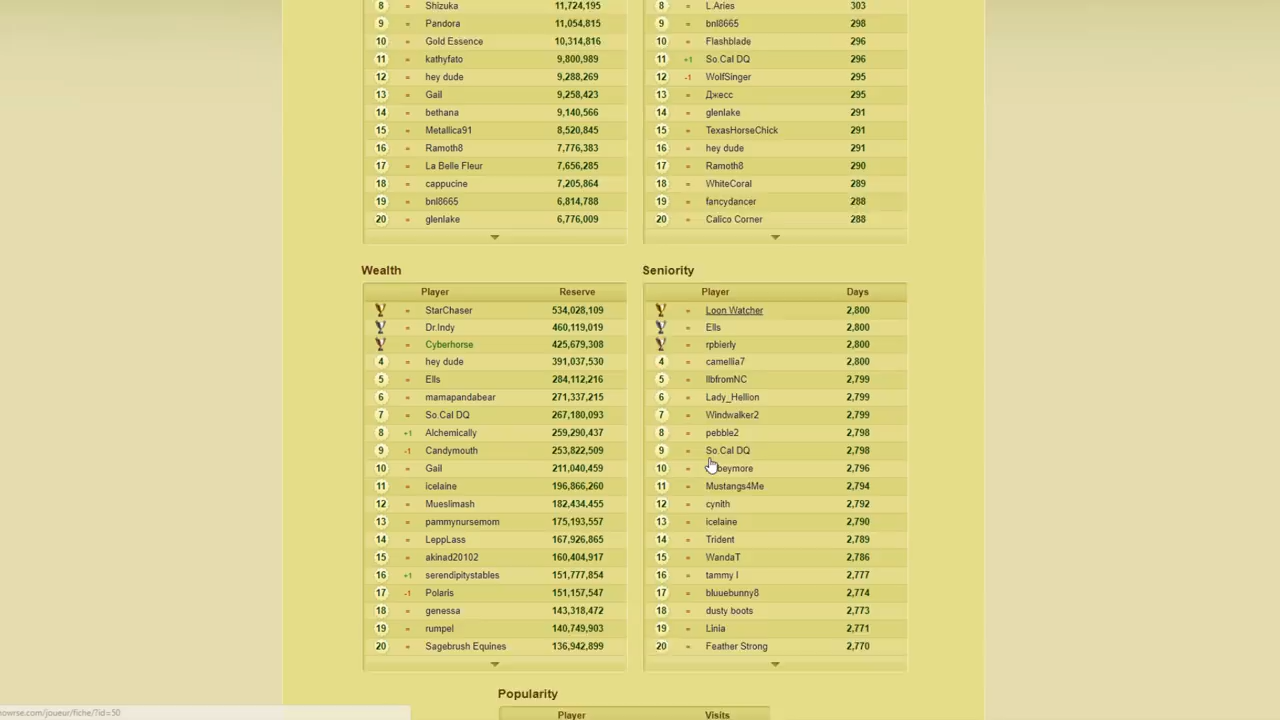 8 = Shizuka 11,724,195
9 = Pandora 11,054,815
10 = Gold Essence 10,314,816
11 = kathyfato 9,800,989
12 = hey dude 9,288,269
13 = Gail 9,258,423
14 = bethana 9,140,566
15 = Metallica91 8,520,845
16 = Ramoth8 7,776,383
17 = La Belle Fleur 7,656,285
18 = cappucine 7,205,864
19 = bnl8665 6,814,788
20 = glenlake 6,776,009
8 = L.Aries 303
9 = bnl8665 298
10 = Flashblade 296
11 +1 So.Cal DQ 296
12 -1 WolfSinger 295
13 = Джесс 295
14 = glenlake 291
15 = TexasHorseChick 291
16 = hey dude 291
17 = Ramoth8 290
18 = WhiteCoral 289
19 = fancydancer 288
20 = Calico Corner 288
Wealth
Player Reserve
= StarChaser 534,028,109
= Dr.Indy 460,119,019
= Cyberhorse 425,679,308
4 = hey dude 391,037,530
5 = Ells 284,112,216
6 = mamapandabear 271,337,215
7 = So.Cal DQ 267,180,093
8 +1 Alchemically 259,290,437
9 -1 Candymouth 253,822,509
10 = Gail 211,040,459
11 = icelaine 196,866,260
12 = Mueslimash 182,434,455
13 = pammynursemom 175,193,557
14 = LeppLass 167,926,865
15 = akinad20102 160,404,917
16 +1 serendipitystables 151,777,854
17 -1 Polaris 151,157,547
18 = genessa 143,318,472
19 = rumpel 140,749,903
20 = Sagebrush Equines 136,942,899
Seniority
Player Days
= Loon Watcher 2,800
= Ells 2,800
= rpbierly 2,800
4 = camellia7 2,800
5 = llbfromNC 2,799
6 = Lady_Hellion 2,799
7 = Windwalker2 2,799
8 = pebble2 2,798
9 = So.Cal DQ 2,798
10 = beymore 2,796
11 = Mustangs4Me 2,794
12 = cynlth 2,792
13 = icelaine 2,790
14 = Trident 2,789
15 = WandaT 2,786
16 = tammy l 2,777
17 = bluuebunny8 2,774
18 = dusty boots 2,773
19 = Linia 2,771
20 = Feather Strong 2,770
Popularity
Player Visits
howrse.com/joueur/fiche/?id=50